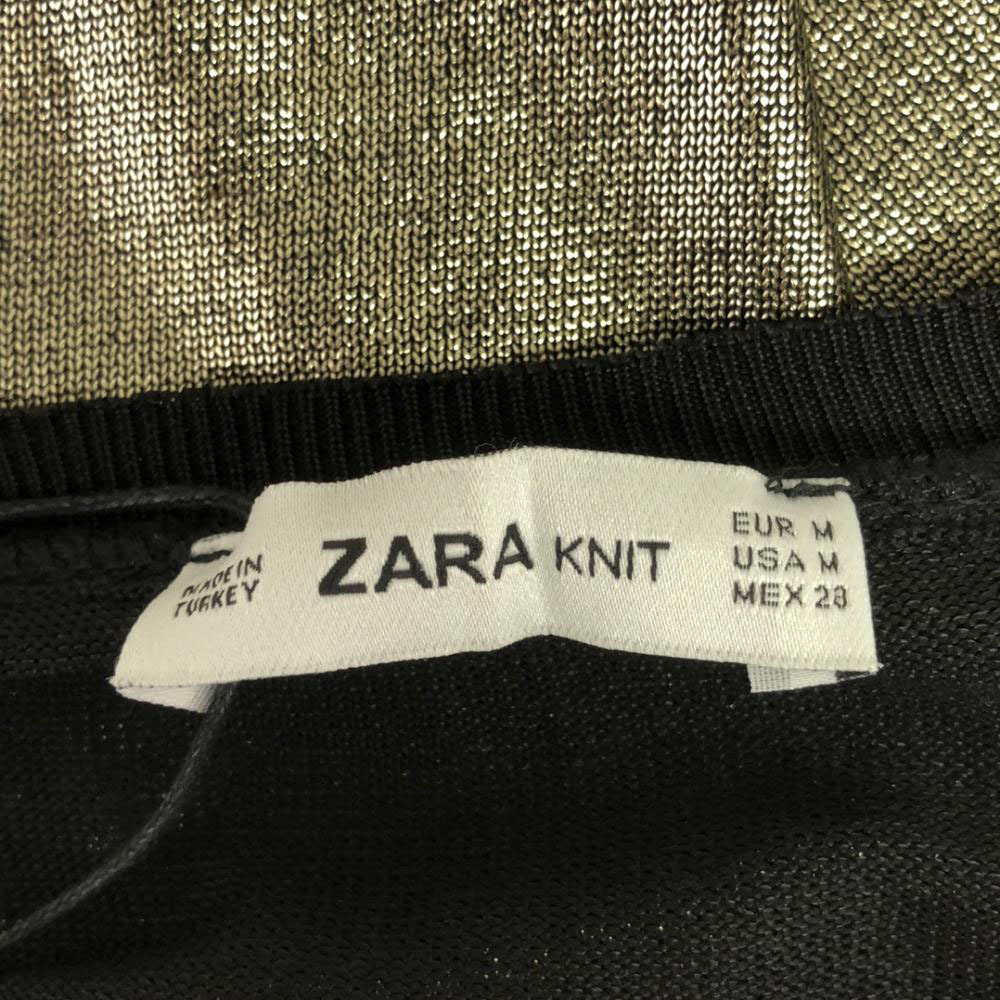 MADE IN
TURKEY
ZARA KNIT
EUR M
USA M
MEX 28